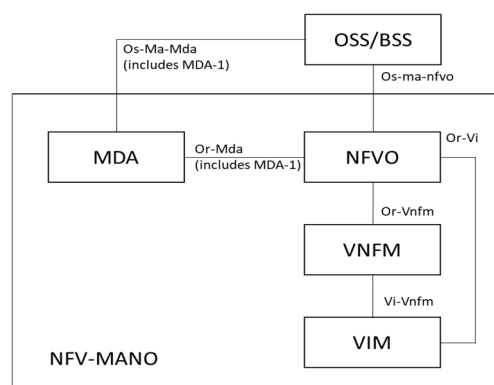 OSS/BSS
Os-Ma-Mda
(includes MDA-1)
Os-ma-nfvo
MDA
Or-Mda
(includes MDA-1)
NFVO
Or-Vi
Or-Vnfm
VNFM
Vi-Vnfm
VIM
NFV-MANO